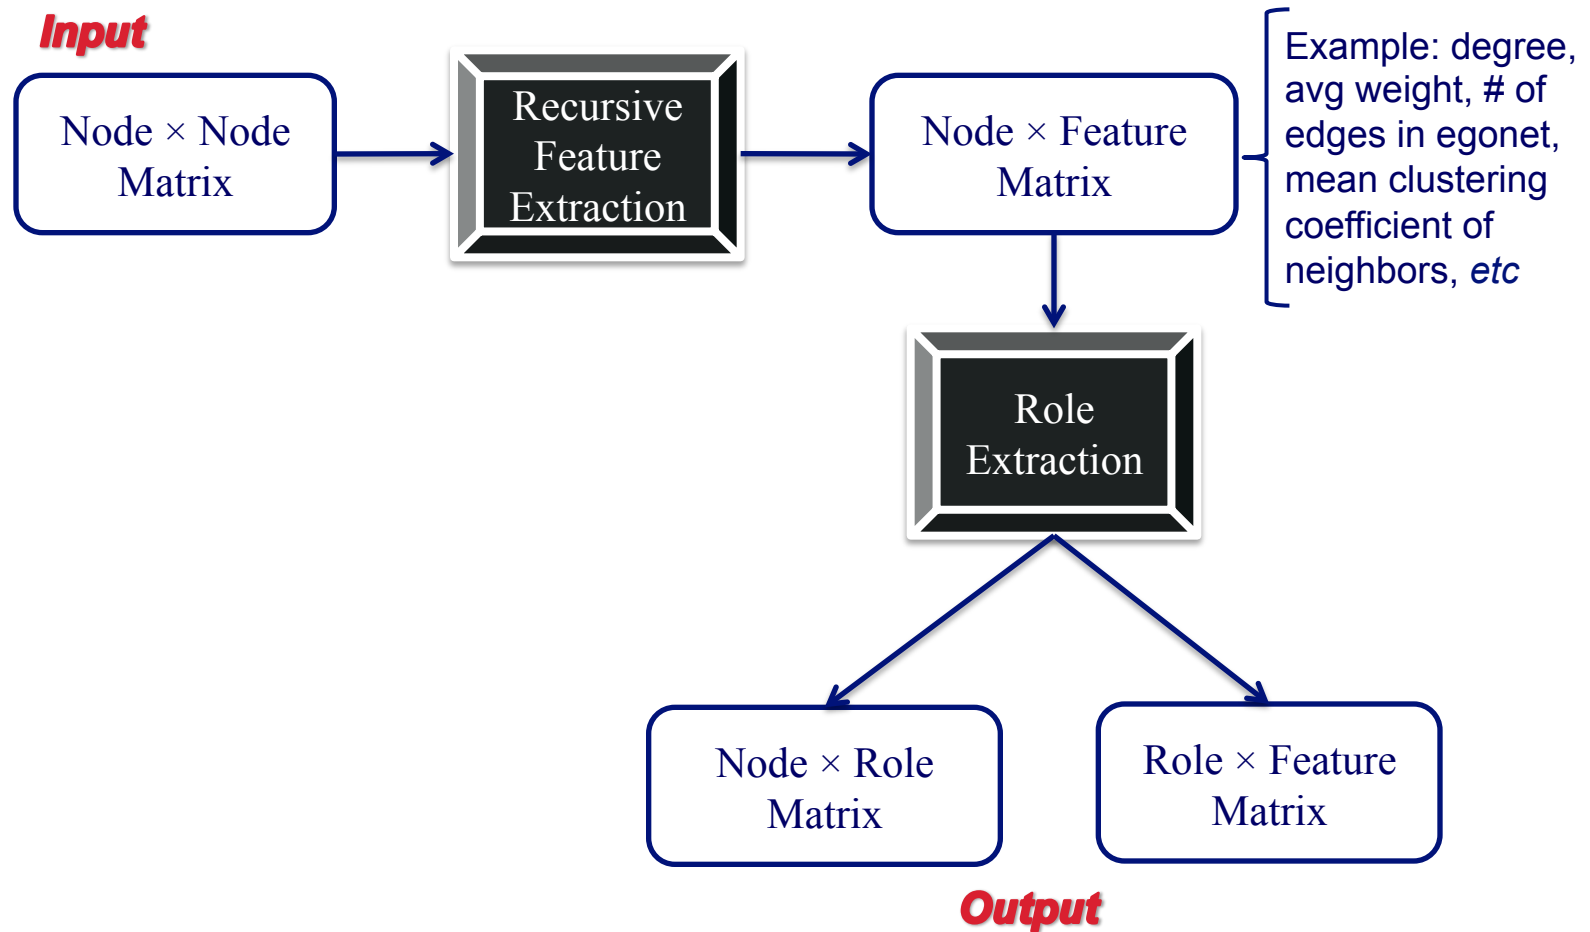 Input
Node × Node
Matrix
Recursive
Feature
Extraction
Node × Feature
Matrix
Example: degree,
avg weight, # of
edges in egonet,
mean clustering
coefficient of
neighbors, etc
Role
Extraction
Node × Role
Matrix
Role × Feature
Matrix
Output